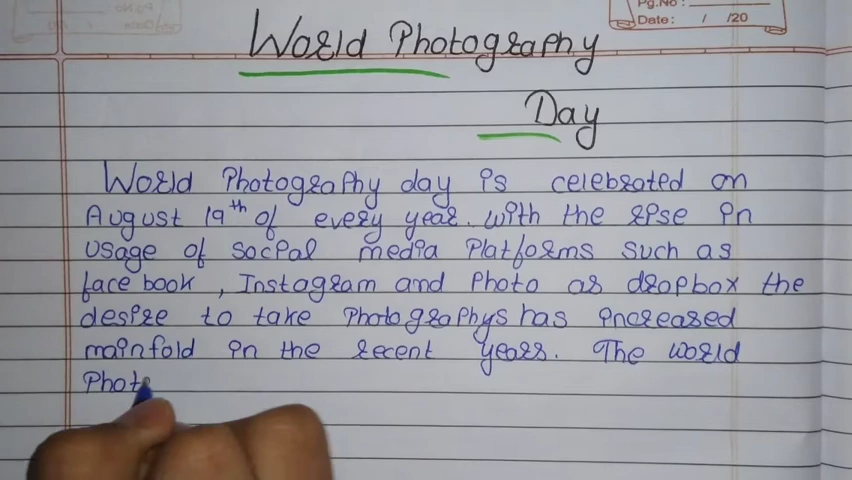 Pg.No :
Date: / /20
World Photography
Day
World Photography day is celebrated on
August 19th of every year. with the rise in
usage of social media Platforms such as
face book , Instagram and Photo as dropbox the
desire to take Photographys has increased
mainfold in the recent years. The world
Phot